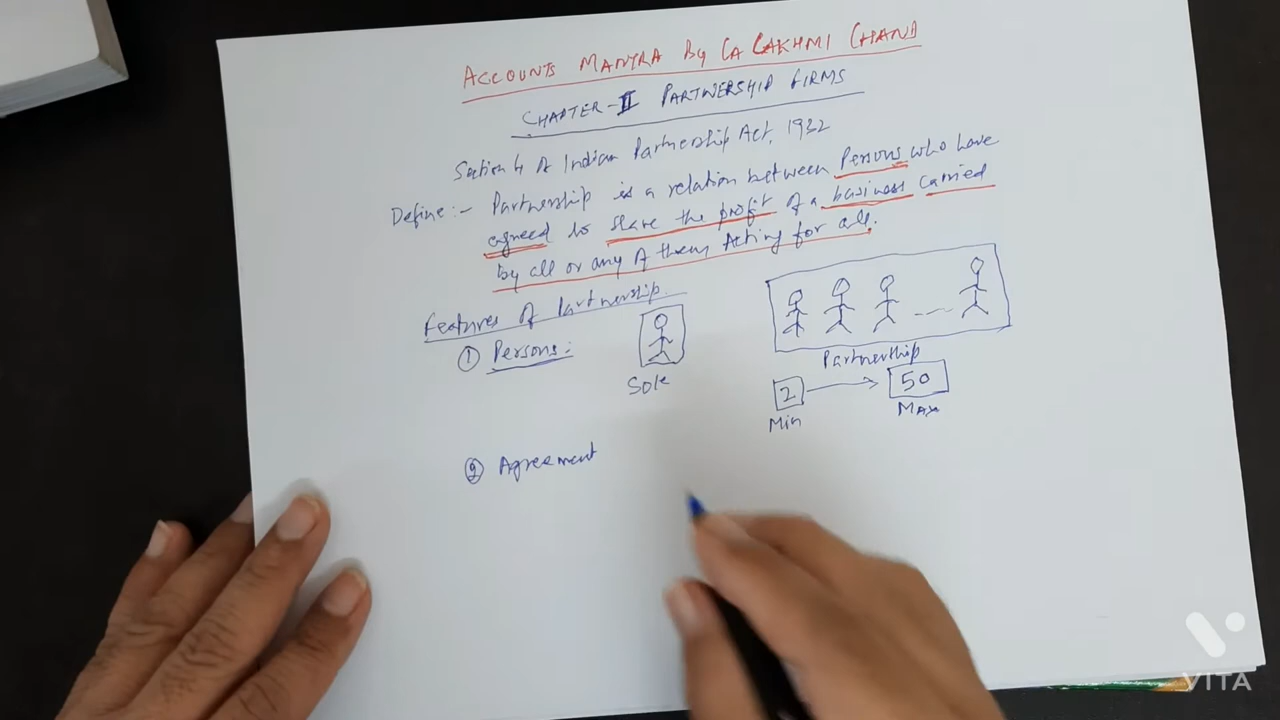 ACCOUNTS MANTRA By CA LAKHMI CHAND
CHAPTER-II PARTNERSHIP FIRMS
Section 4 of Indian Partnership Act, 1932
Define:- Partnership is a relation between Persons who have
agreed to share the profit of a business carried
by all or any of them Acting for all.
Features of Partnership
① Persons:
Sole
Partnership
2 50
Min Max
② Agreement
VITA